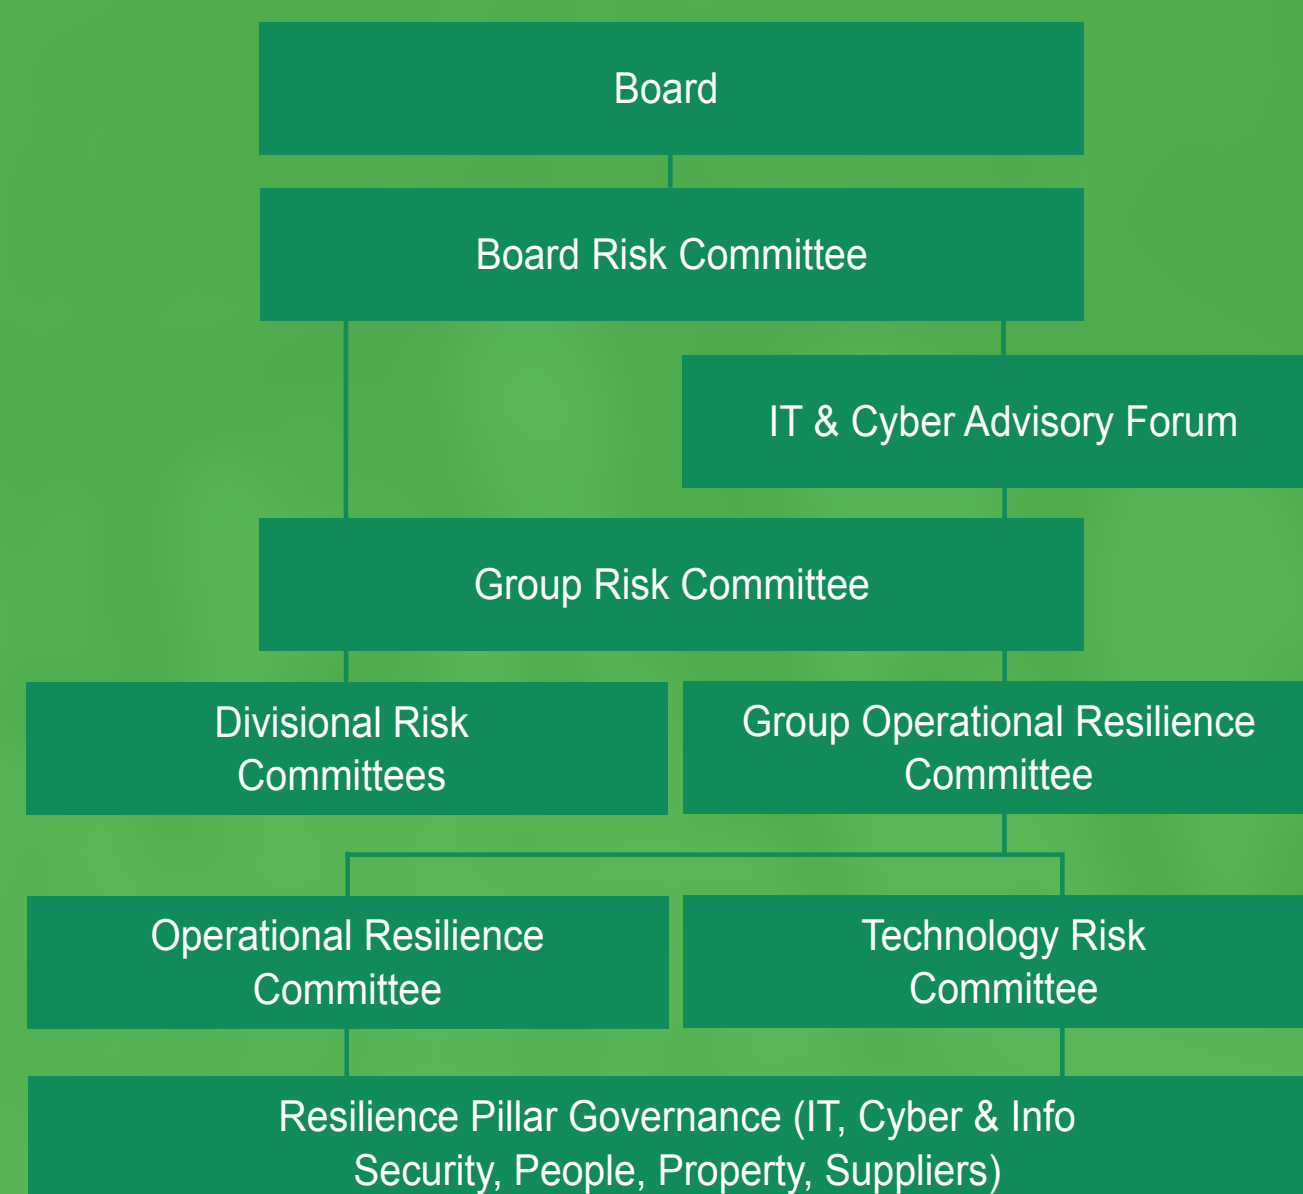 Board
Board Risk Committee
IT & Cyber Advisory Forum
Group Risk Committee
Divisional Risk
Committees
Group Operational Resilience
Committee
Operational Resilience
Committee
Technology Risk
Committee
Resilience Pillar Governance (IT, Cyber & Info
Security, People, Property, Suppliers)